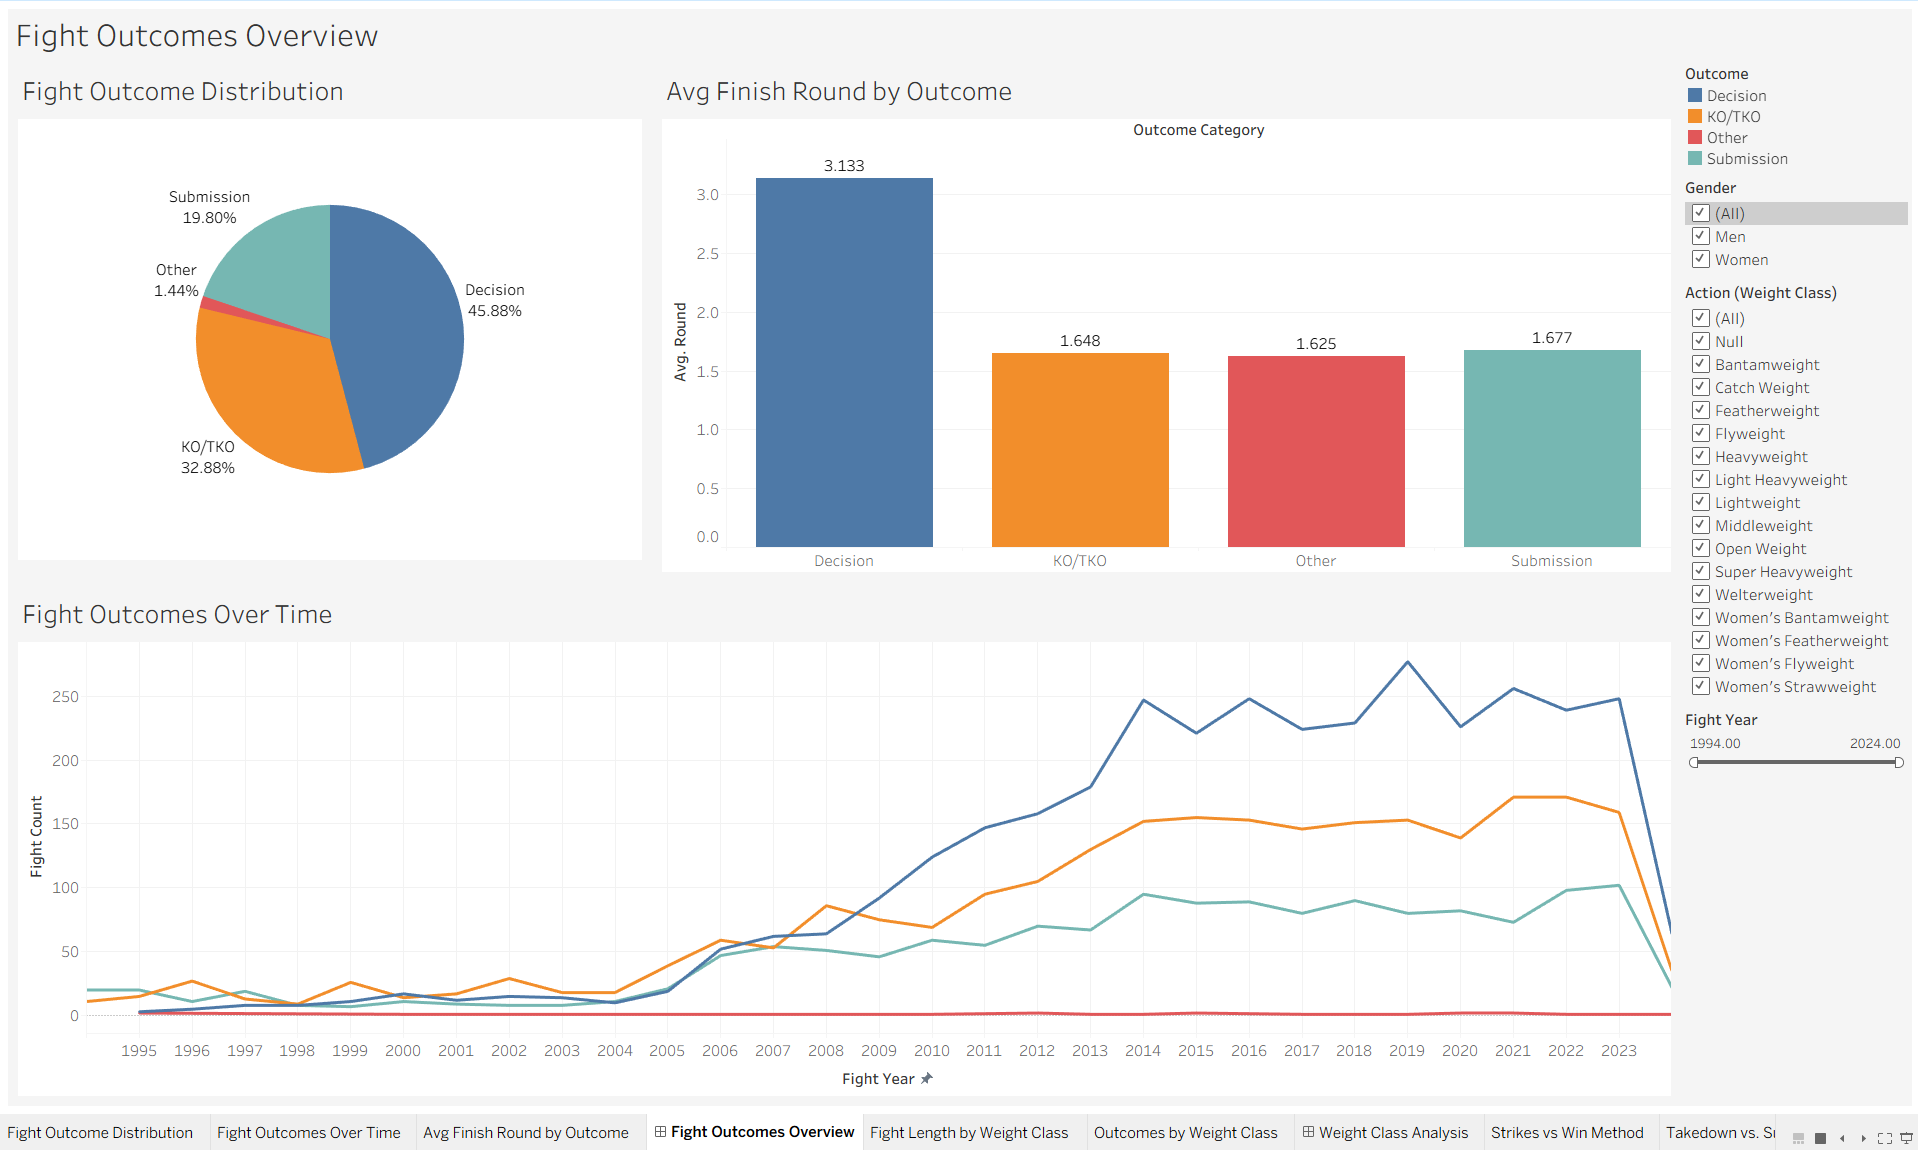 Fight Outcomes Overview
Fight Outcome Distribution
Submission
19.80%
Other
1.44%
Decision
45.88%
KO/TKO
32.88%
Avg Finish Round by Outcome
Outcome Category
Avg. Round
3.0
2.5
2.0
1.5
1.0
0.5
0.0
3.133
1.648
1.625
1.677
Decision
KO/TKO
Other
Submission
Outcome
Decision
KO/TKO
Other
Submission
Gender
(All)
Men
Women
Action (Weight Class)
(All)
Null
Bantamweight
Catch Weight
Featherweight
Flyweight
Heavyweight
Light Heavyweight
Lightweight
Middleweight
Open Weight
Super Heavyweight
Welterweight
Women's Bantamweight
Women's Featherweight
Women's Flyweight
Women's Strawweight
Fight Year
1994.00 2024.00
Fight Outcomes Over Time
Fight Count
250
200
150
100
50
0
1995 1996 1997 1998 1999 2000 2001 2002 2003 2004 2005 2006 2007 2008 2009 2010 2011 2012 2013 2014 2015 2016 2017 2018 2019 2020 2021 2022 2023
Fight Year
Fight Outcome Distribution Fight Outcomes Over Time Avg Finish Round by Outcome Fight Outcomes Overview Fight Length by Weight Class Outcomes by Weight Class Weight Class Analysis Strikes vs Win Method Takedown vs.